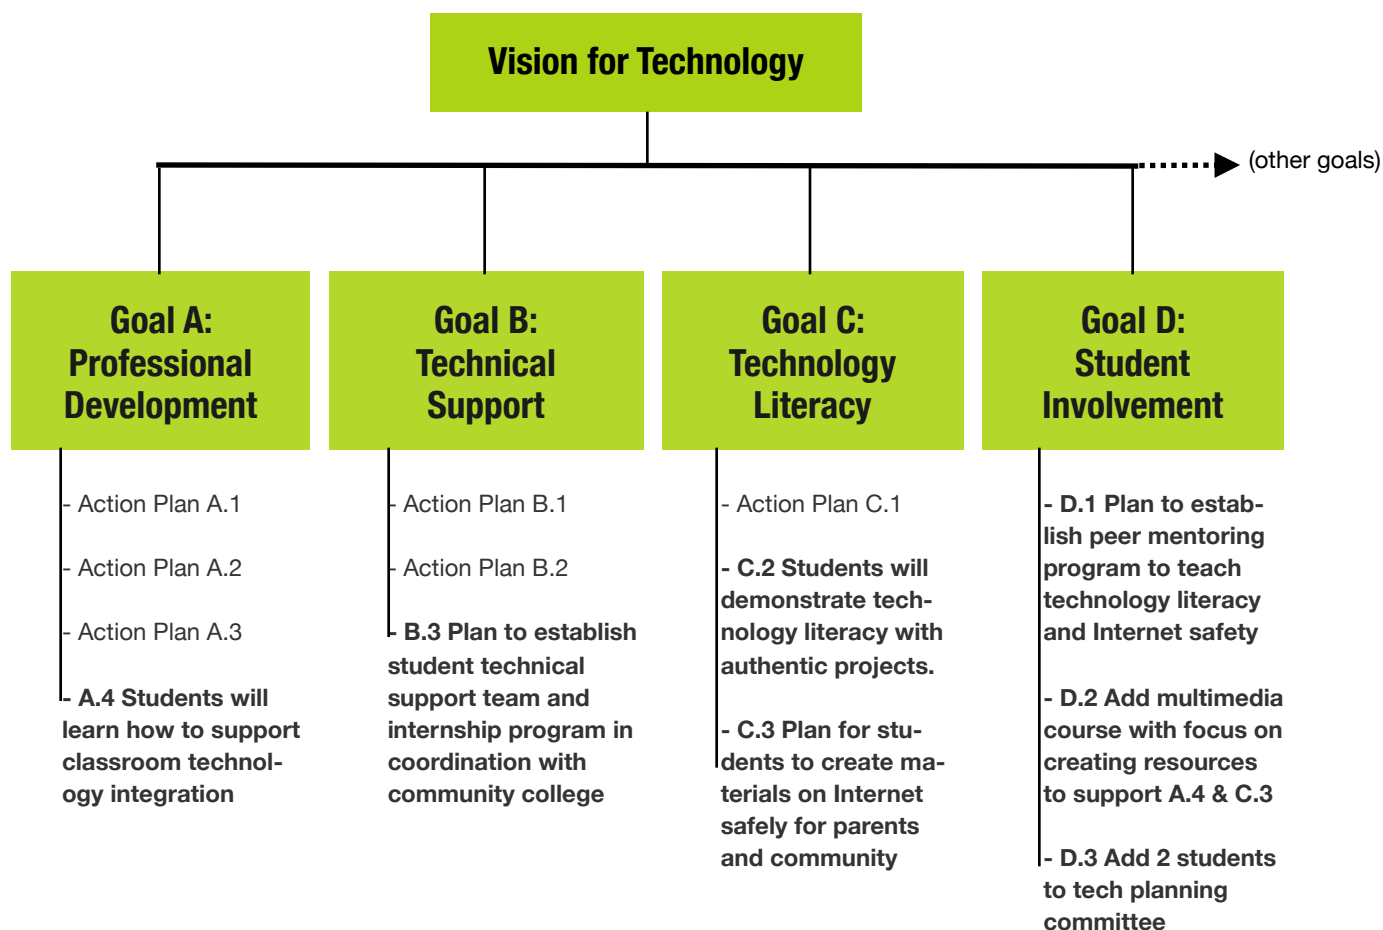 Vision for Technology
(other goals)
Goal A:
Professional
Development
- Action Plan A.1
- Action Plan A.2
- Action Plan A.3
- A.4 Students will
learn how to support
classroom technol-
ogy integration
Goal B:
Technical
Support
- Action Plan B.1
- Action Plan B.2
- B.3 Plan to establish
student technical
support team and
internship program in
coordination with
community college
Goal C:
Technology
Literacy
- Action Plan C.1
- C.2 Students will
demonstrate tech-
nology literacy with
authentic projects.
- C.3 Plan for stu-
dents to create ma-
terials on Internet
safely for parents
and community
Goal D:
Student
Involvement
- D.1 Plan to estab-
lish peer mentoring
program to teach
technology literacy
and Internet safety
- D.2 Add multimedia
course with focus on
creating resources
to support A.4 & C.3
- D.3 Add 2 students
to tech planning
committee